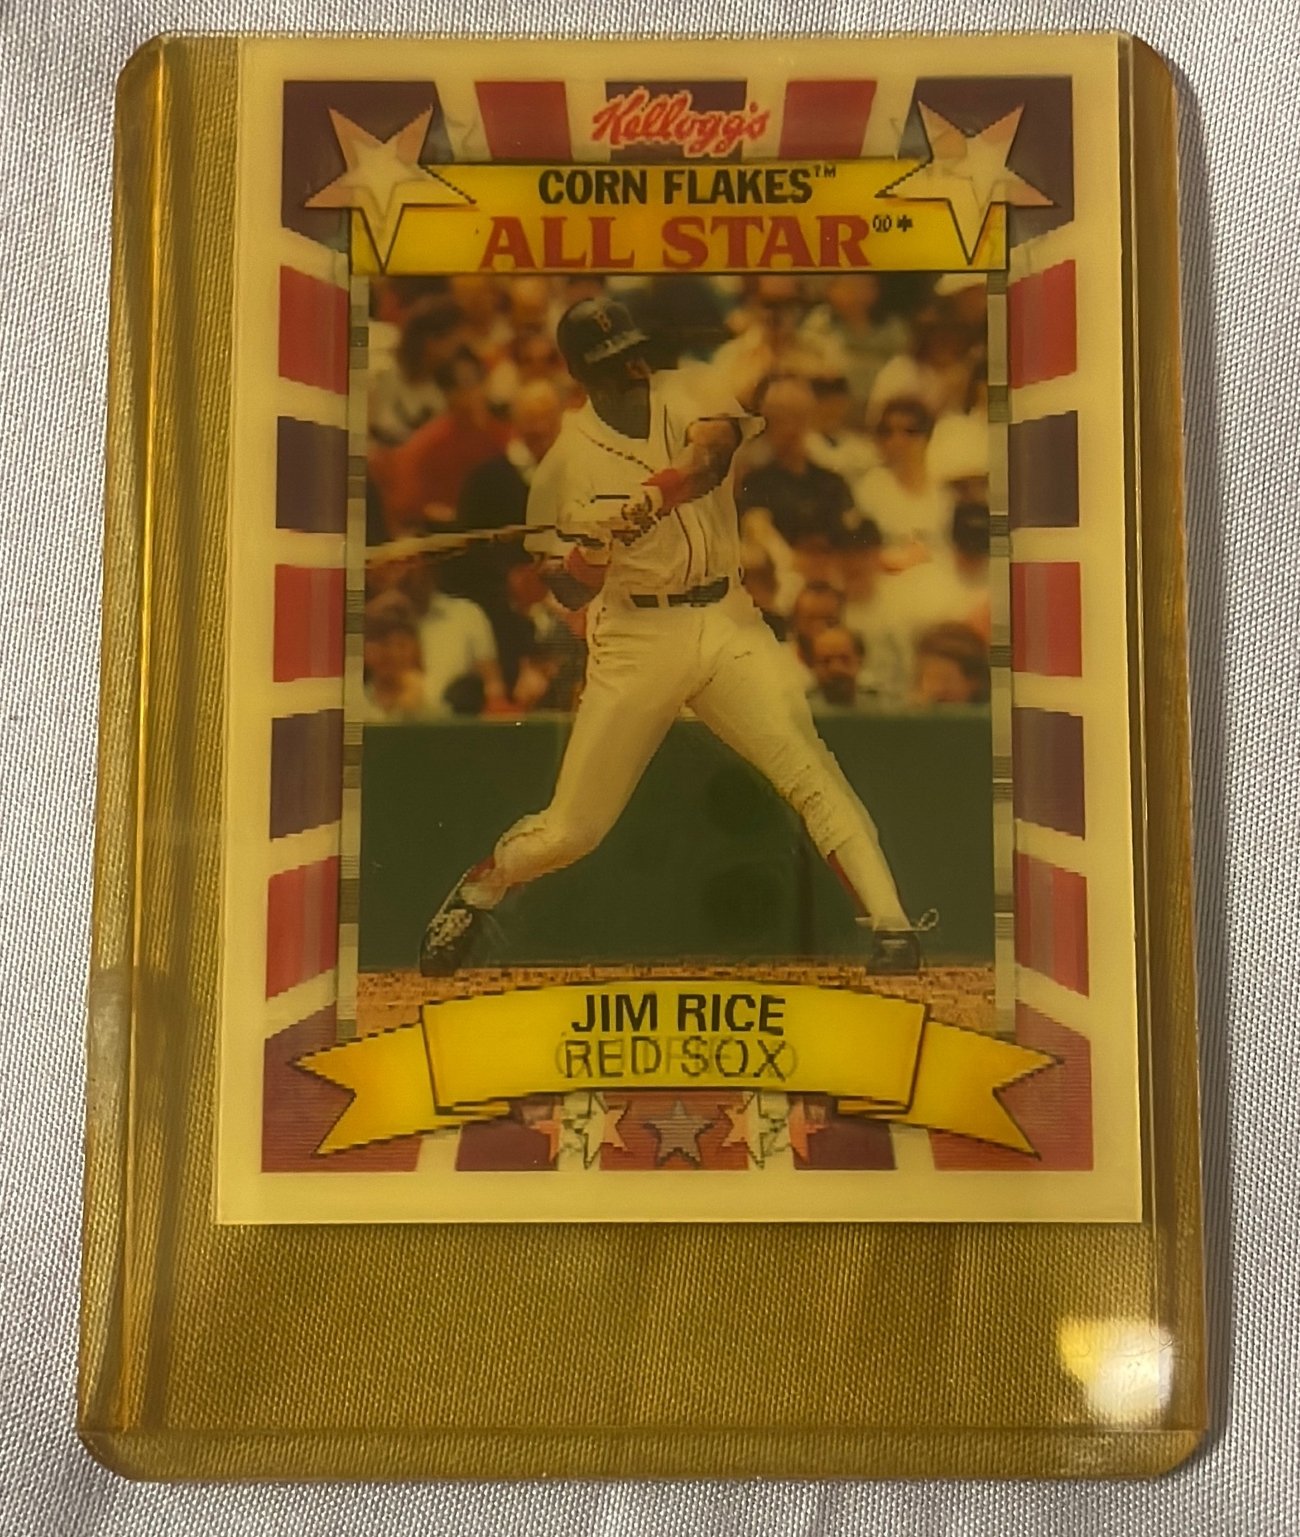 Kellogg's
CORN FLAKES™
ALL STAR®*
B
JIM RICE
RED SOX